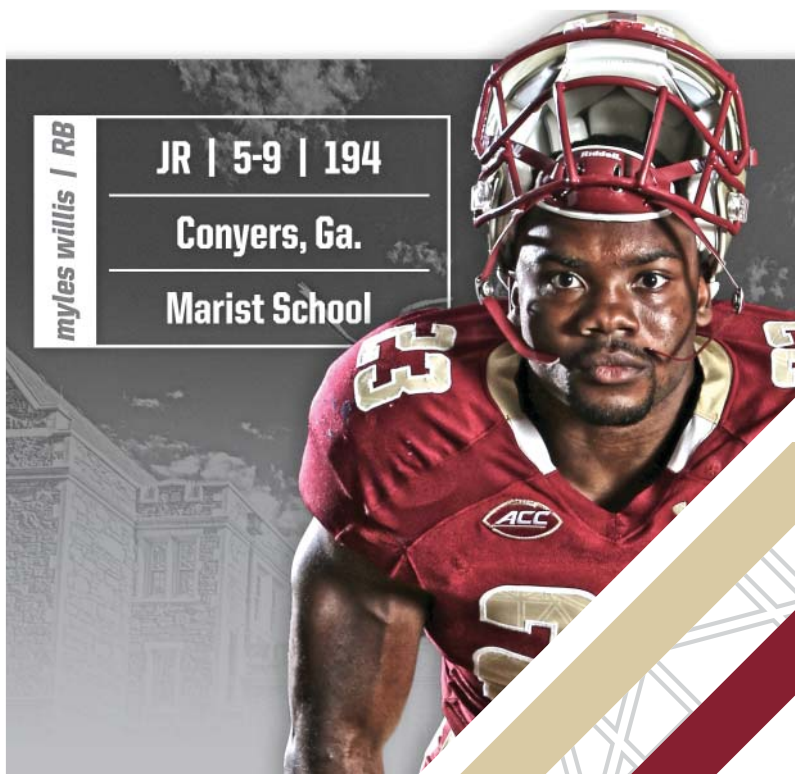 myles willis | RB
JR | 5-9 | 194
Conyers, Ga.
Marist School
Riddell
23
ACC